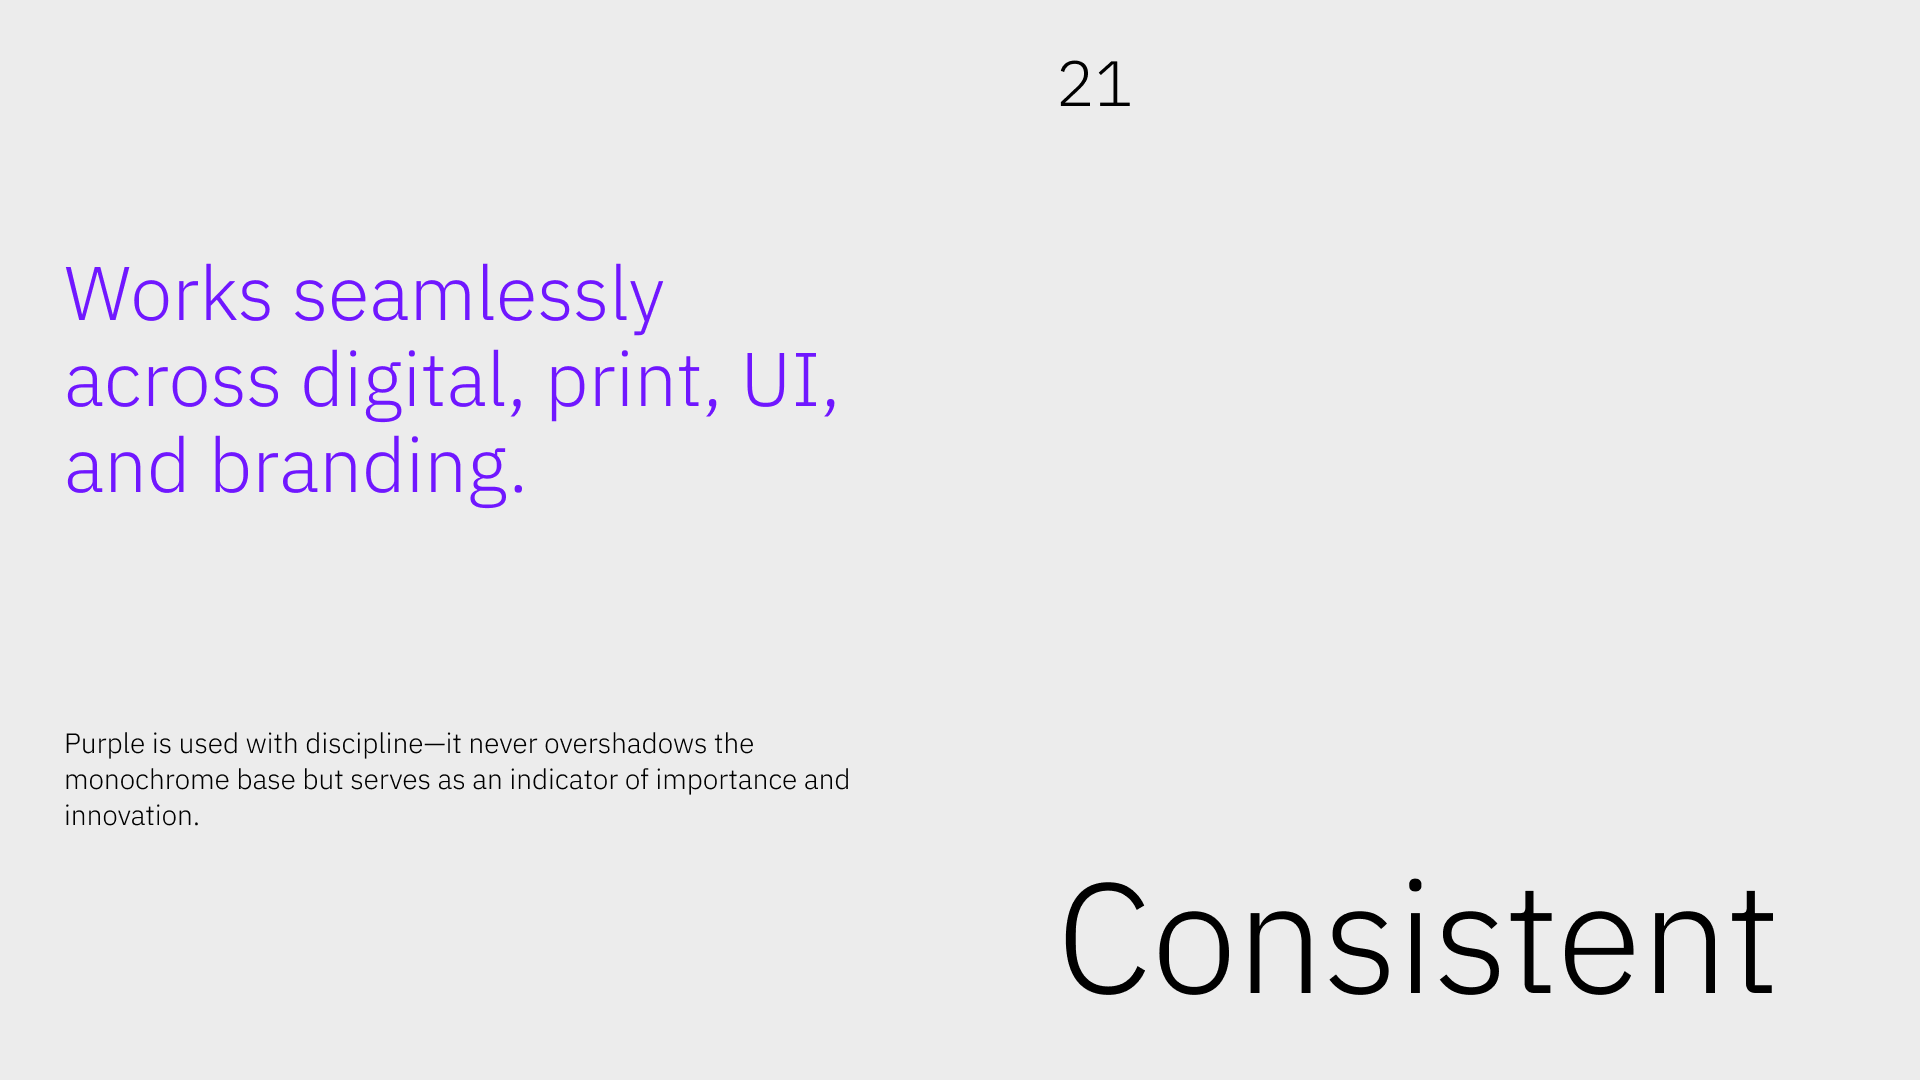 21
Works seamlessly
across digital, print, UI,
and branding.
Purple is used with discipline—it never overshadows the
monochrome base but serves as an indicator of importance and
innovation.
Consistent